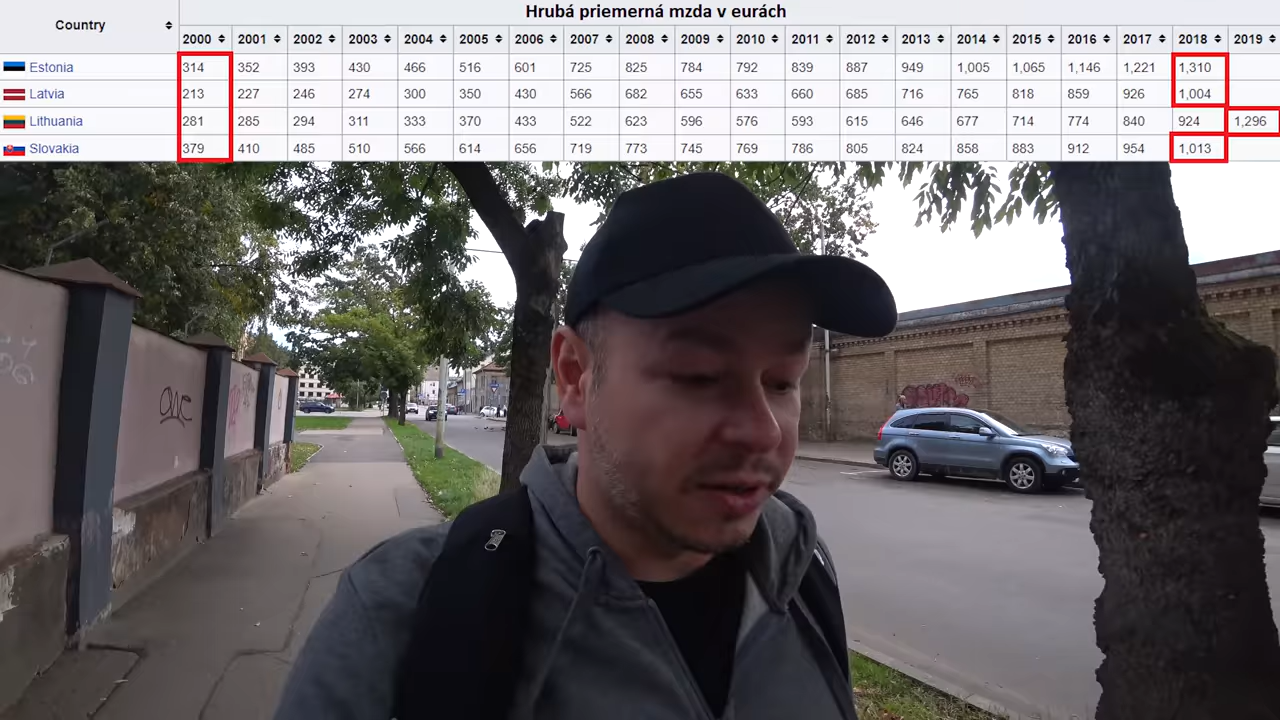 Hrubá priemerná mzda v eurách
Country 2000 2001 2002 2003 2004 2005 2006 2007 2008 2009 2010 2011 2012 2013 2014 2015 2016 2017 2018 2019
Estonia 314 352 393 430 466 516 601 725 825 784 792 839 887 949 1,005 1,065 1,146 1,221 1,310
Latvia 213 227 246 274 300 350 430 566 682 655 633 660 685 716 765 818 859 926 1,004
Lithuania 281 285 294 311 333 370 433 522 623 596 576 593 615 646 677 714 774 840 924 1,296
Slovakia 379 410 485 510 566 614 656 719 773 745 769 786 805 824 858 883 912 954 1,013